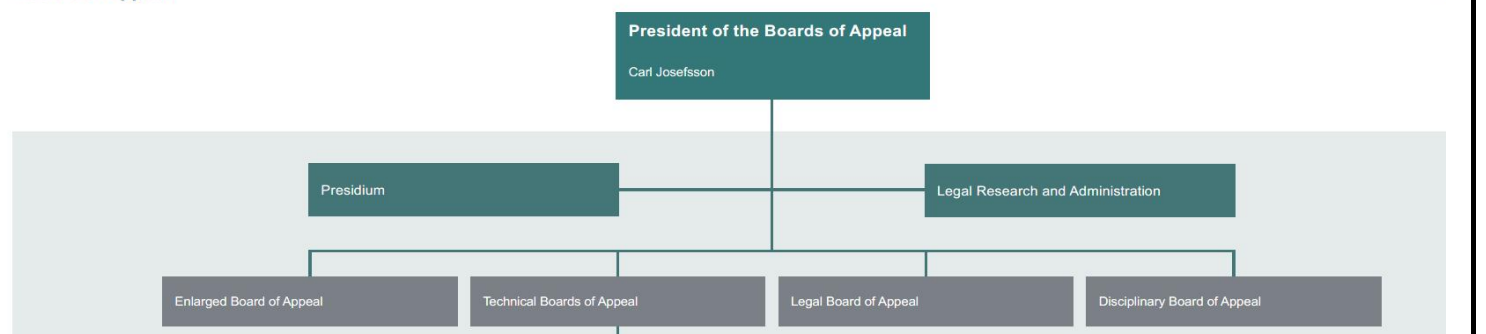 President of the Boards of Appeal
Carl Josefsson
Presidium
Legal Research and Administration
Enlarged Board of Appeal
Technical Boards of Appeal
Legal Board of Appeal
Disciplinary Board of Appeal